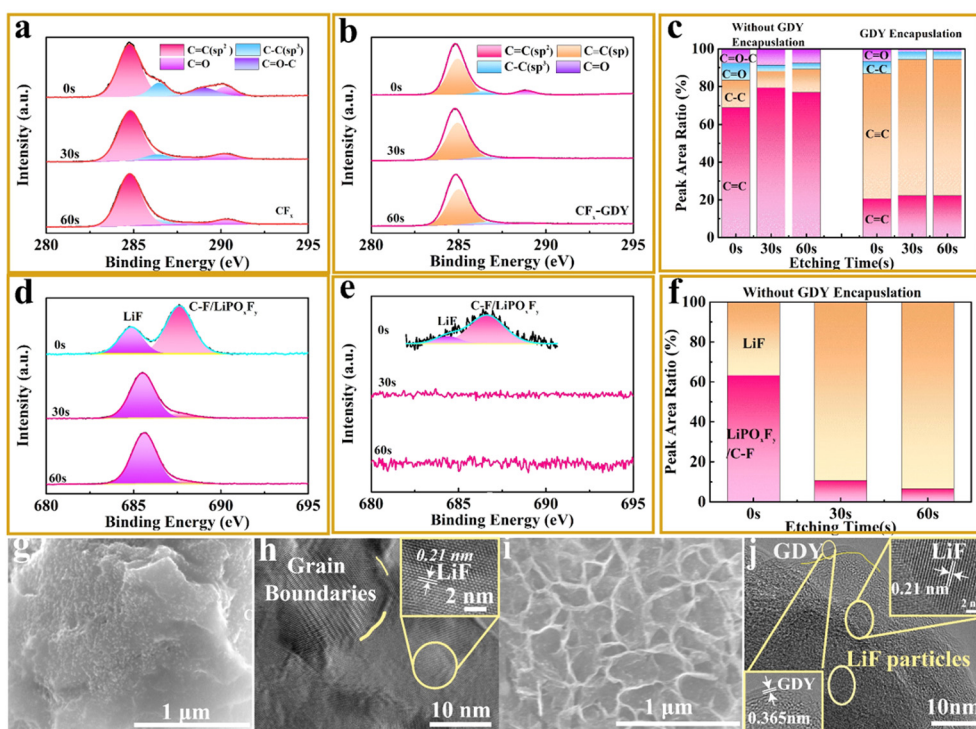 a
C=C(sp²)
C-C(sp³)
C=O
C=O-C
0s
30s
60s
CFₓ
Intensity (a.u.)
280 285 290 295
Binding Energy (eV)
b
C=C(sp²)
C≡C(sp)
C-C(sp³)
C=O
0s
30s
60s
CFₓ-GDY
Intensity (a.u.)
280 285 290 295
Binding Energy (eV)
c
Without GDY
Encapuslation
GDY Encapuslation
100
80
60
40
20
0
Peak Area Ratio (%)
C=O-C
C=O
C-C
C=C
C=O
C-C
C≡C
C=C
0s 30s 60s 0s 30s 60s
Etching Time(s)
d
LiF
C-F/LiPOₓFᵧ
0s
30s
60s
Intensity (a.u.)
680 685 690 695
Binding Energy (eV)
e
LiF
C-F/LiPOₓFᵧ
0s
30s
60s
Intensity (a.u.)
680 685 690 695
Binding Energy (eV)
f
Without GDY Encapuslation
100
80
60
40
20
0
Peak Area Ratio (%)
LiF
LiPOₓFᵧ
/C-F
0s 30s 60s
Etching Time(s)
g
1 μm
h
Grain
Boundaries
0.21 nm
LiF
2 nm
10 nm
i
1 μm
j
GDY
LiF
0.21 nm
LiF particles
GDY
0.365nm
10nm